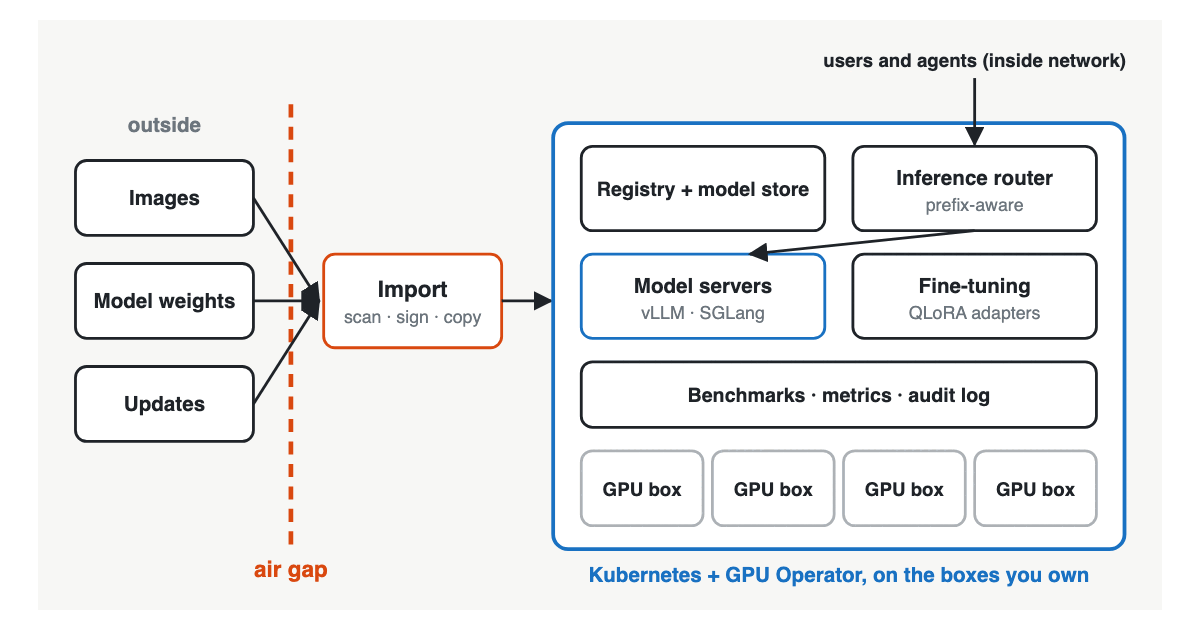 users and agents (inside network)
outside
Images
Model weights
Updates
air gap
Import
scan · sign · copy
Registry + model store
Inference router
prefix-aware
Model servers
vLLM · SGLang
Fine-tuning
QLoRA adapters
Benchmarks · metrics · audit log
GPU box
GPU box
GPU box
GPU box
Kubernetes + GPU Operator, on the boxes you own